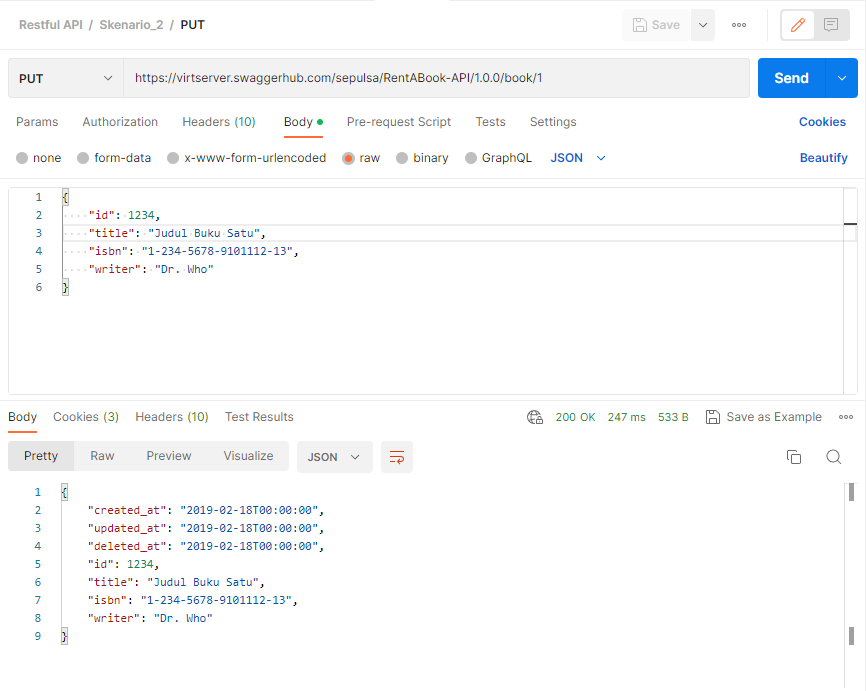 Restful API / Skenario_2 / PUT Save
PUT https://virtserver.swaggerhub.com/sepulsa/RentABook-API/1.0.0/book/1 Send
Params Authorization Headers (10) Body Pre-request Script Tests Settings Cookies
none form-data x-www-form-urlencoded raw binary GraphQL JSON Beautify
1 {
2 ····"id": 1234,
3 ····"title": "Judul Buku Satu",
4 ····"isbn": "1-234-5678-9101112-13",
5 ····"writer": "Dr. Who"
6 }
Body Cookies (3) Headers (10) Test Results 200 OK 247 ms 533 B Save as Example
Pretty Raw Preview Visualize JSON
1 {
2 "created_at": "2019-02-18T00:00:00",
3 "updated_at": "2019-02-18T00:00:00",
4 "deleted_at": "2019-02-18T00:00:00",
5 "id": 1234,
6 "title": "Judul Buku Satu",
7 "isbn": "1-234-5678-9101112-13",
8 "writer": "Dr. Who"
9 }